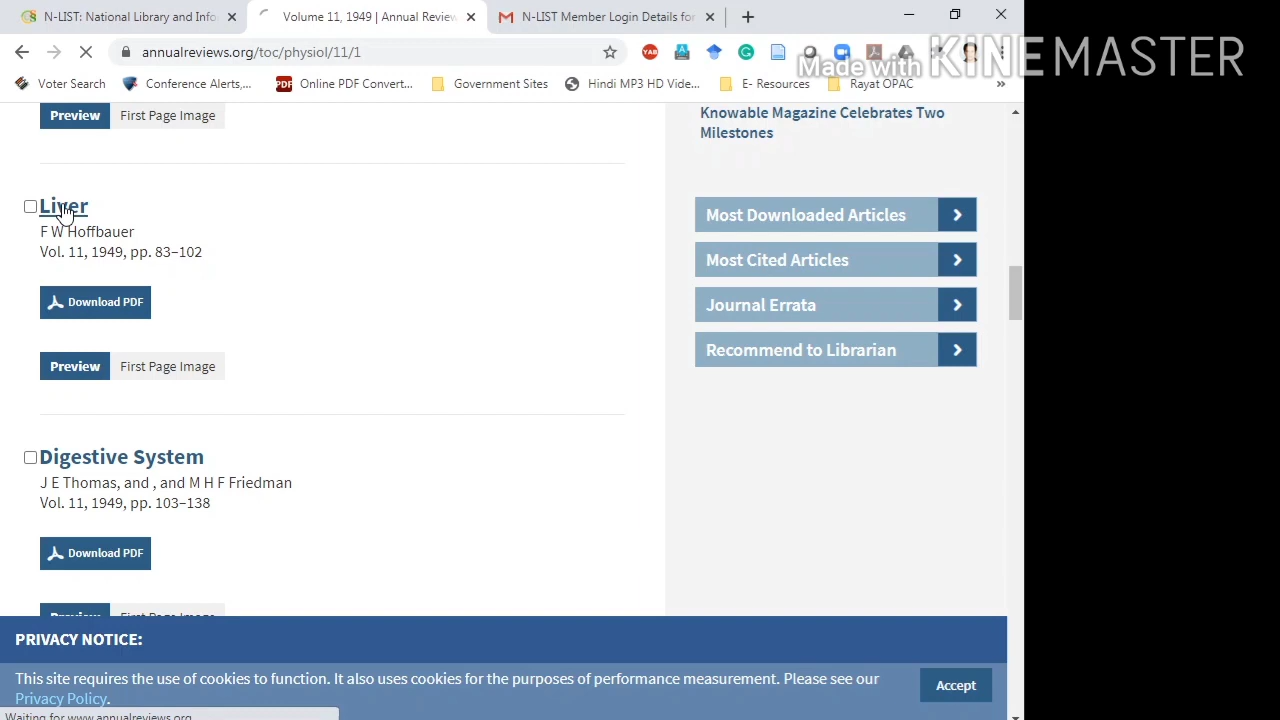 N-LIST: National Library and Info
Volume 11, 1949 | Annual Review
N-LIST Member Login Details for
annualreviews.org/toc/physiol/11/1
Made with KINEMASTER
Voter Search
Conference Alerts,...
PDF
Online PDF Convert...
Government Sites
Hindi MP3 HD Vide...
E- Resources
Rayat OPAC
»
Preview First Page Image
Knowable Magazine Celebrates Two
Milestones
Liver
F W Hoffbauer
Vol. 11, 1949, pp. 83–102
Download PDF
Preview First Page Image
Most Downloaded Articles
Most Cited Articles
Journal Errata
Recommend to Librarian
Digestive System
J E Thomas, and , and M H F Friedman
Vol. 11, 1949, pp. 103–138
Download PDF
Preview First Page Image
PRIVACY NOTICE:
This site requires the use of cookies to function. It also uses cookies for the purposes of performance measurement. Please see our
Privacy Policy.
Accept
Waiting for www.annualreviews.org